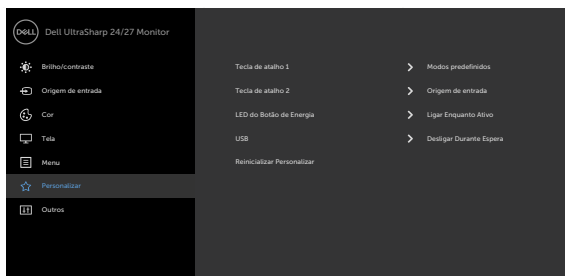 DELL Dell UltraSharp 24/27 Monitor
Brilho/contraste
Origem de entrada
Cor
Tela
Menu
Personalizar
Outros
Tecla de atalho 1 Modos predefinidos
Tecla de atalho 2 Origem de entrada
LED do Botão de Energia Ligar Enquanto Ativo
USB Desligar Durante Espera
Reinicializar Personalizar